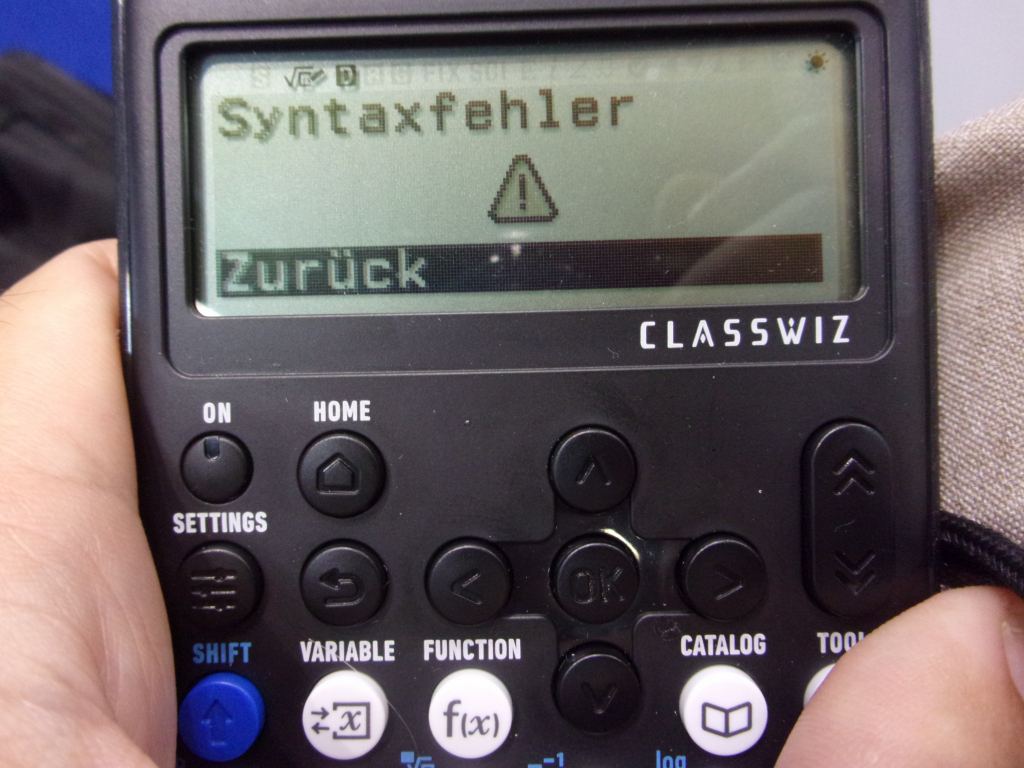 Syntaxfehler
Zurück
CLASSWIZ
ON
HOME
SETTINGS
OK
SHIFT
VARIABLE
FUNCTION
CATALOG
x
f(x)
log